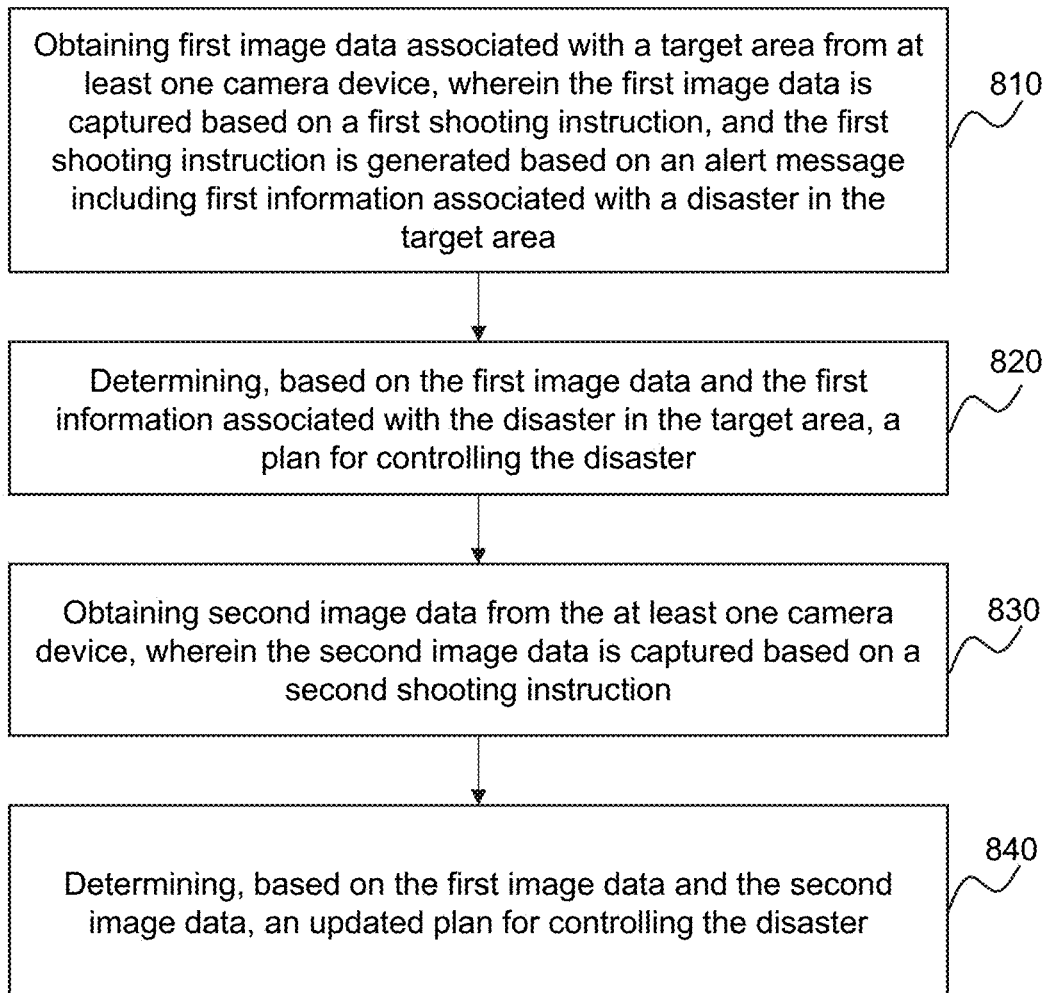 Obtaining first image data associated with a target area from at
least one camera device, wherein the first image data is
captured based on a first shooting instruction, and the first
shooting instruction is generated based on an alert message
including first information associated with a disaster in the
target area
810
Determining, based on the first image data and the first
information associated with the disaster in the target area, a
plan for controlling the disaster
820
Obtaining second image data from the at least one camera
device, wherein the second image data is captured based on a
second shooting instruction
830
Determining, based on the first image data and the second
image data, an updated plan for controlling the disaster
840